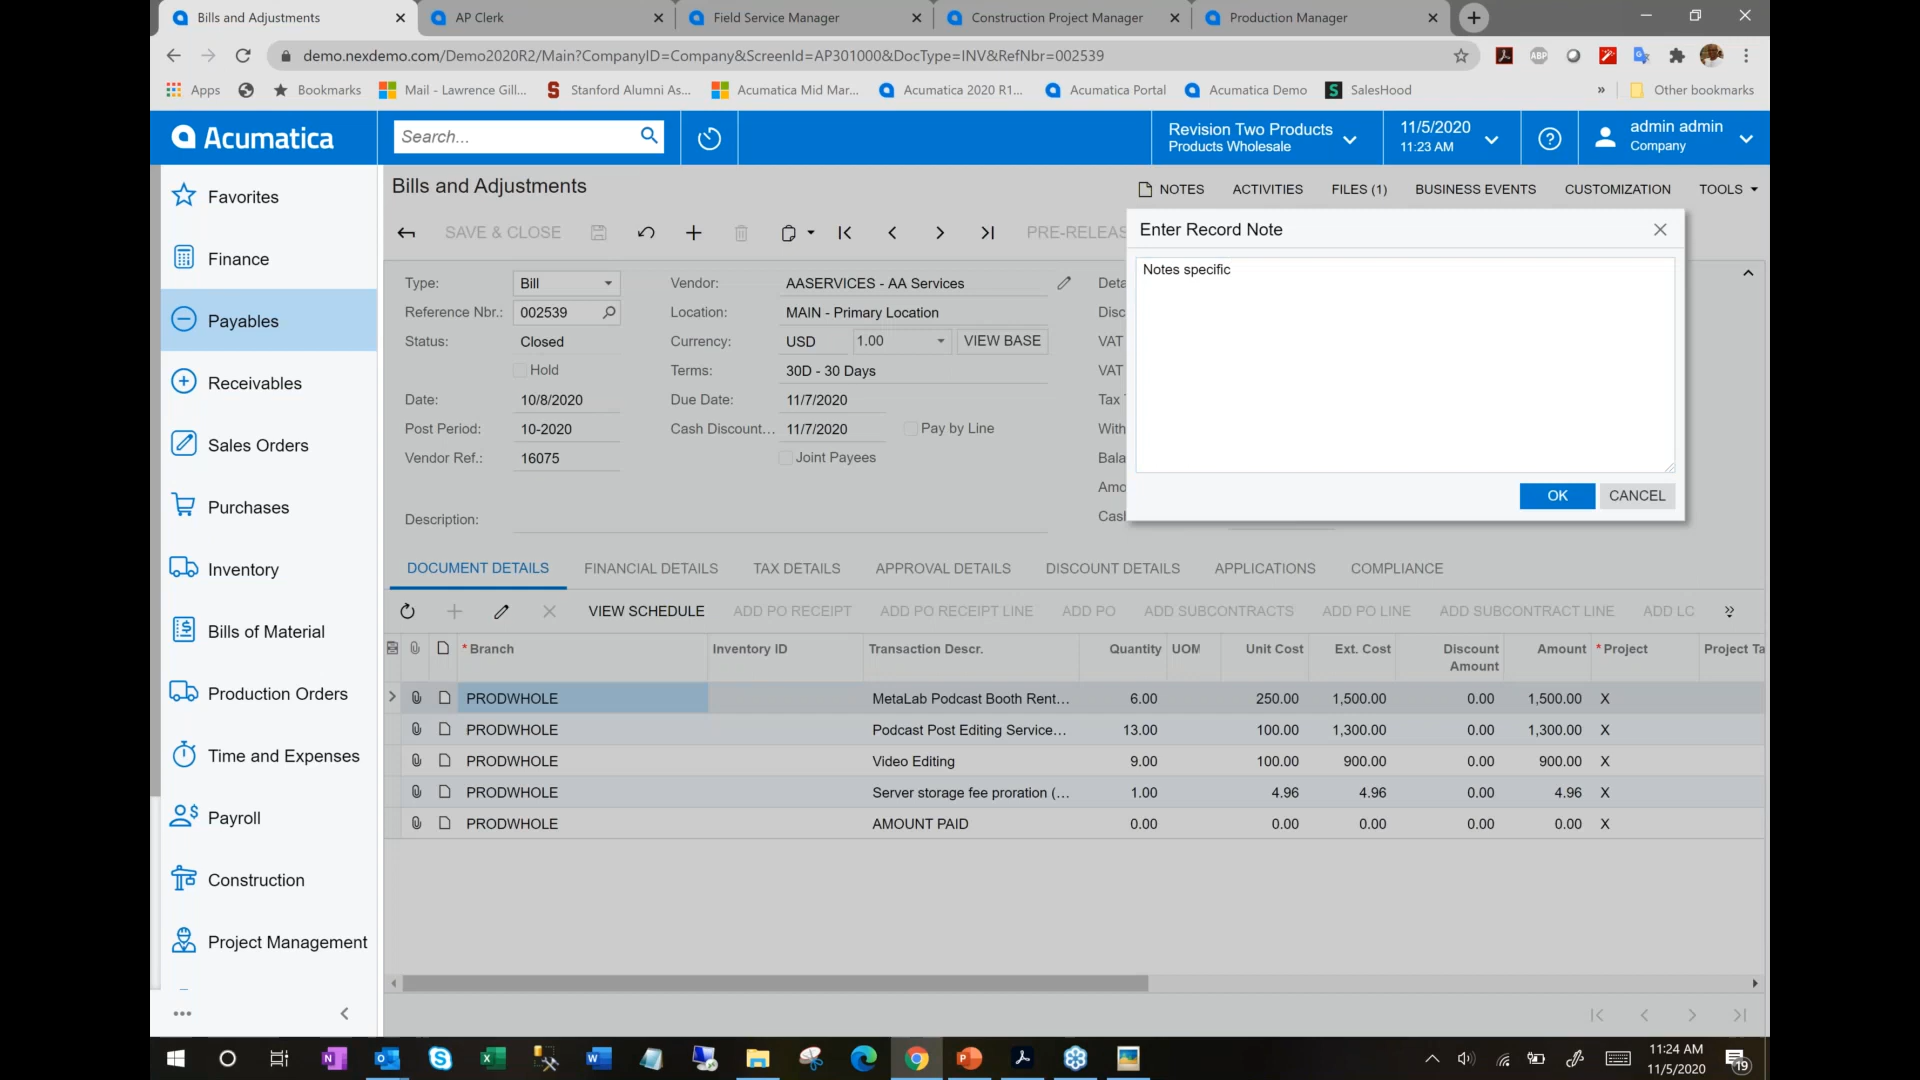 Bills and Adjustments
AP Clerk
Field Service Manager
Construction Project Manager
Production Manager
demo.nexdemo.com/Demo2020R2/Main?CompanyID=Company&ScreenId=AP301000&DocType=INV&RefNbr=002539
ABP
Apps
Bookmarks
Mail - Lawrence Gill...
Stanford Alumni As...
Acumatica Mid Mar...
Acumatica 2020 R1...
Acumatica Portal
Acumatica Demo
SalesHood
»
Other bookmarks
Acumatica
Search...
Revision Two Products
Products Wholesale
11/5/2020
11:23 AM
admin admin
Company
Favorites
Finance
Payables
Receivables
Sales Orders
Purchases
Inventory
Bills of Material
Production Orders
Time and Expenses
Payroll
Construction
Project Management
Bills and Adjustments
NOTES ACTIVITIES FILES (1) BUSINESS EVENTS CUSTOMIZATION TOOLS
SAVE & CLOSE PRE-RELEAS
Enter Record Note
Notes specific
OK CANCEL
Type: Bill Vendor: AASERVICES - AA Services Deta
Reference Nbr.: 002539 Location: MAIN - Primary Location Disc
Status: Closed Currency: USD 1.00 VIEW BASE VAT
Hold Terms: 30D - 30 Days VAT
Date: 10/8/2020 Due Date: 11/7/2020 Tax
Post Period: 10-2020 Cash Discount... 11/7/2020 Pay by Line With
Vendor Ref.: 16075 Joint Payees Bala
Amo
Description: Cash
DOCUMENT DETAILS FINANCIAL DETAILS TAX DETAILS APPROVAL DETAILS DISCOUNT DETAILS APPLICATIONS COMPLIANCE
VIEW SCHEDULE ADD PO RECEIPT ADD PO RECEIPT LINE ADD PO ADD SUBCONTRACTS ADD PO LINE ADD SUBCONTRACT LINE ADD LC
* Branch Inventory ID Transaction Descr. Quantity UOM Unit Cost Ext. Cost Discount Amount Amount * Project Project Ta
PRODWHOLE MetaLab Podcast Booth Rent... 6.00 250.00 1,500.00 0.00 1,500.00 X
PRODWHOLE Podcast Post Editing Service... 13.00 100.00 1,300.00 0.00 1,300.00 X
PRODWHOLE Video Editing 9.00 100.00 900.00 0.00 900.00 X
PRODWHOLE Server storage fee proration (... 1.00 4.96 4.96 0.00 4.96 X
PRODWHOLE AMOUNT PAID 0.00 0.00 0.00 0.00 0.00 X
11:24 AM
11/5/2020
19